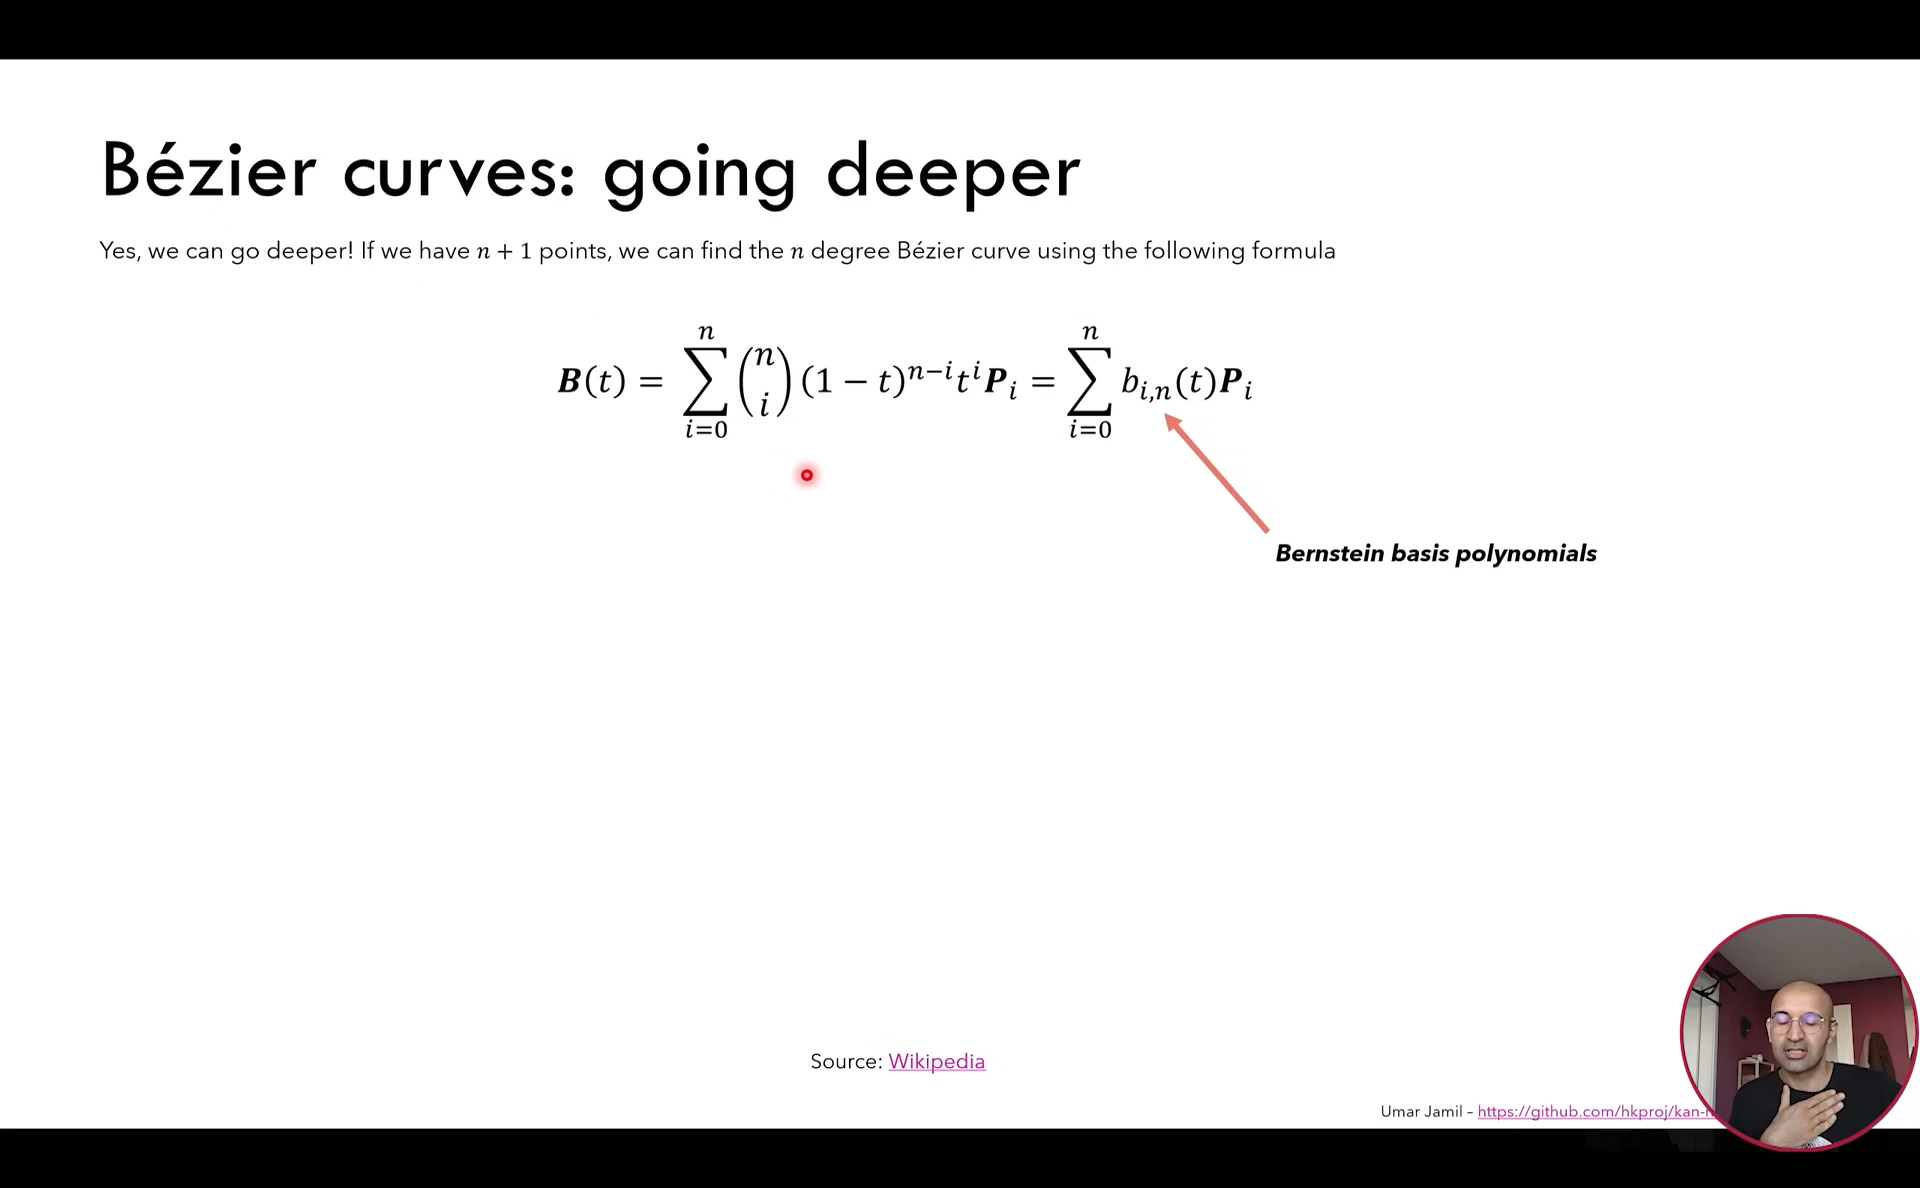 Bézier curves: going deeper
Yes, we can go deeper! If we have n + 1 points, we can find the n degree Bézier curve using the following formula
B(t) = ∑_{i=0}^{n} \binom{n}{i} (1 − t)^{n−i} t^i P_i = ∑_{i=0}^{n} b_{i,n}(t) P_i
Bernstein basis polynomials
Source: Wikipedia
Umar Jamil – https://github.com/hkproj/kan-